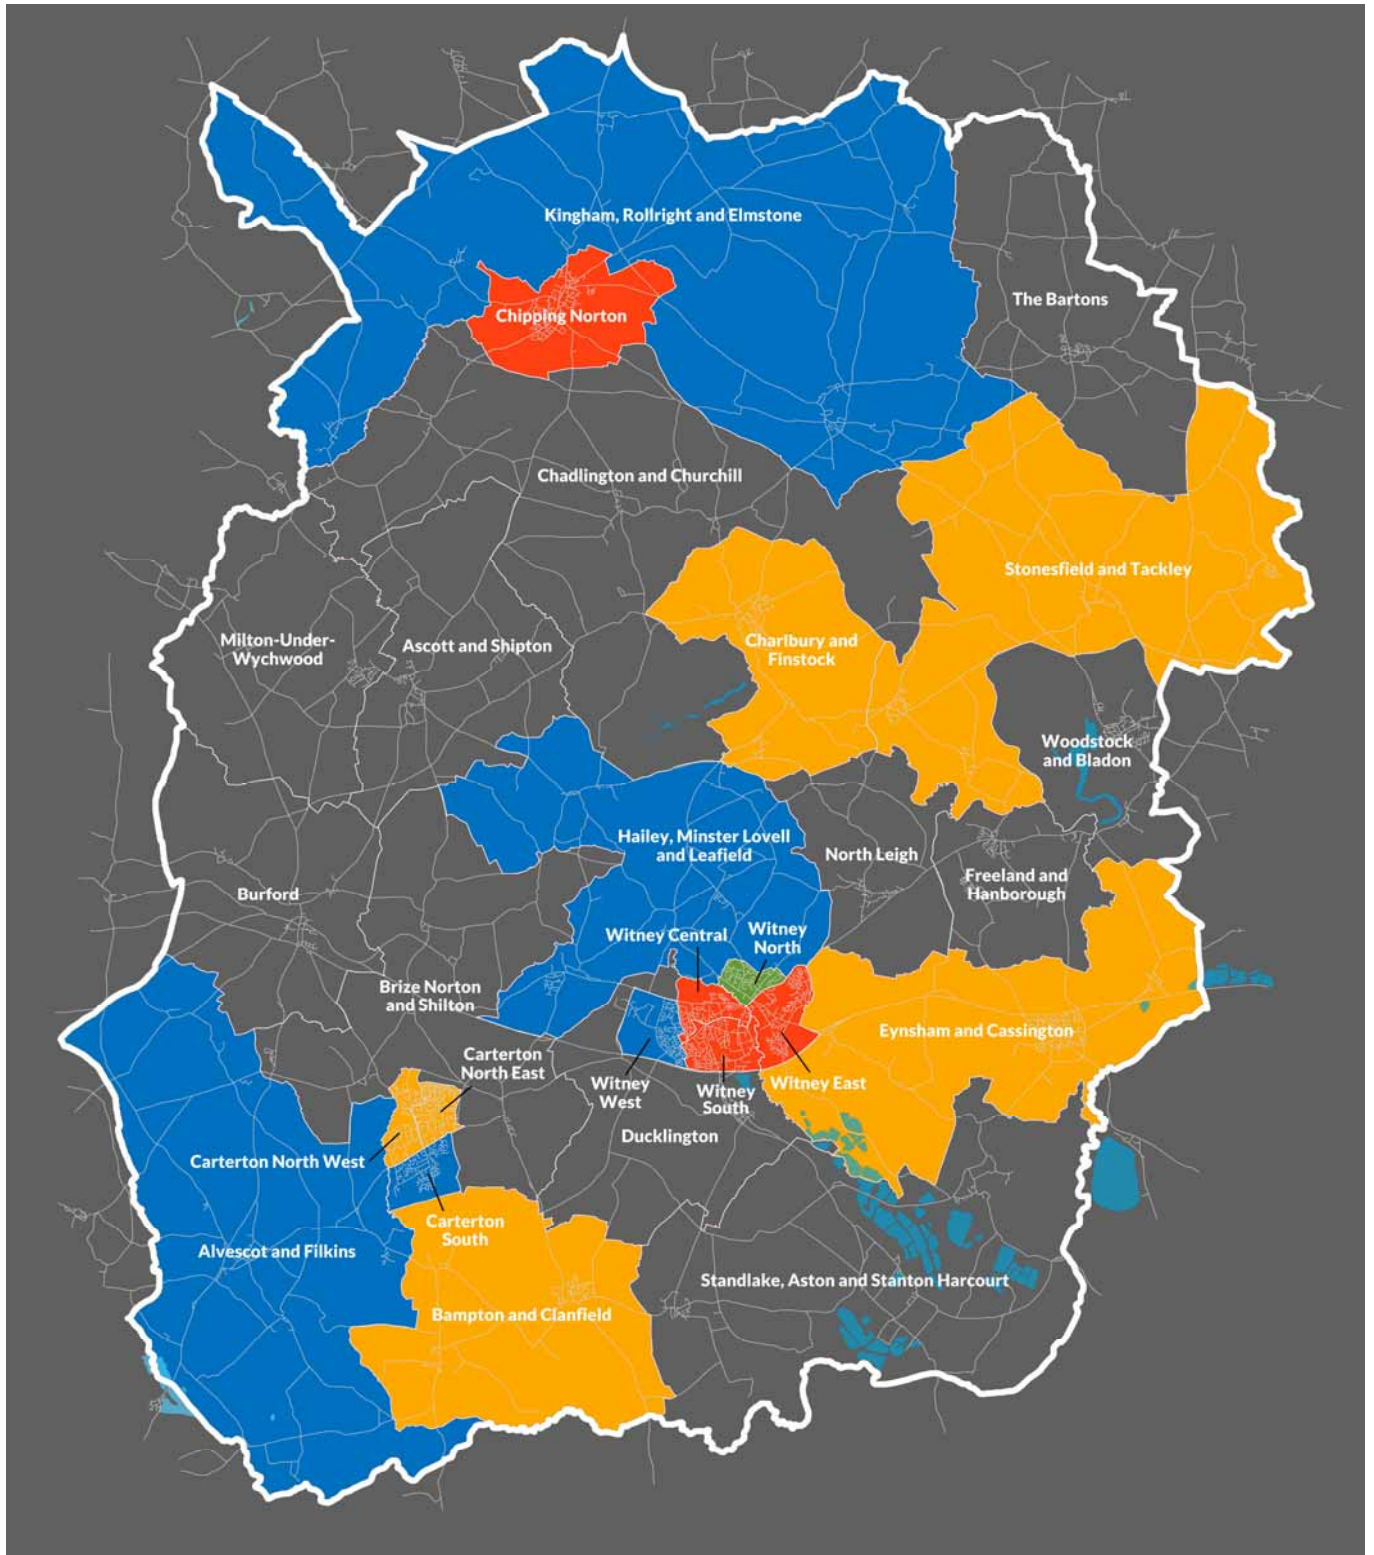 Kingham, Rollright and Elmstone
The Bartons
Chipping Norton
Chadlington and Churchill
Stonesfield and Tackley
Milton-Under-
Wychwood
Ascott and Shipton
Charlbury and
Finstock
Woodstock
and Bladon
Hailey, Minster Lovell
and Leafield
North Leigh
Freeland and
Hanborough
Burford
Witney Central
Witney
North
Brize Norton
and Shilton
Eynsham and Cassington
Carterton
North East
Witney
West
Witney
South
Witney East
Ducklington
Carterton North West
Carterton
South
Alvescot and Filkins
Standlake, Aston and Stanton Harcourt
Bampton and Clanfield